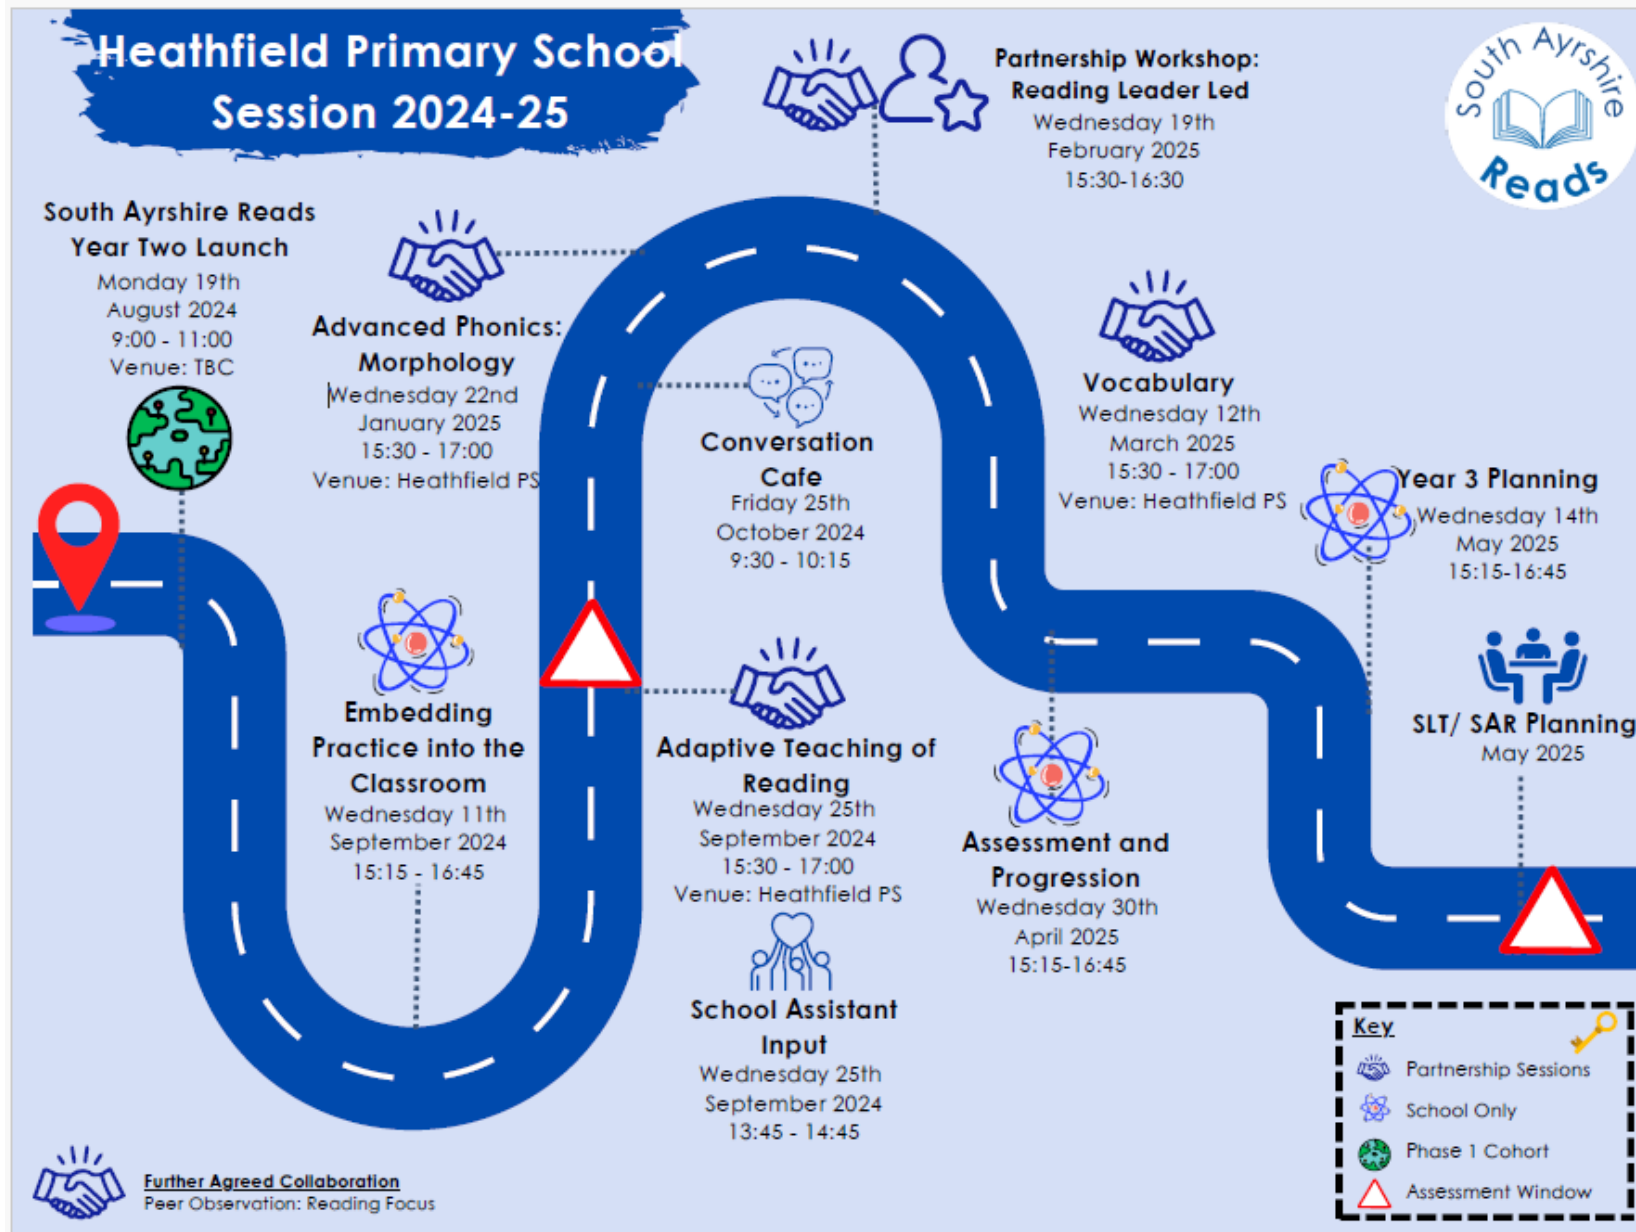 Heathfield Primary School
Session 2024-25
Partnership Workshop:
Reading Leader Led
Wednesday 19th
February 2025
15:30-16:30
South Ayrshire
Reads
South Ayrshire Reads
Year Two Launch
Monday 19th
August 2024
9:00 - 11:00
Venue: TBC
Advanced Phonics:
Morphology
Wednesday 22nd
January 2025
15:30 - 17:00
Venue: Heathfield PS
Conversation
Cafe
Friday 25th
October 2024
9:30 - 10:15
Vocabulary
Wednesday 12th
March 2025
15:30 - 17:00
Venue: Heathfield PS
Year 3 Planning
Wednesday 14th
May 2025
15:15-16:45
SLT/ SAR Planning
May 2025
Embedding
Practice into the
Classroom
Wednesday 11th
September 2024
15:15 - 16:45
Adaptive Teaching of
Reading
Wednesday 25th
September 2024
15:30 - 17:00
Venue: Heathfield PS
School Assistant
Input
Wednesday 25th
September 2024
13:45 - 14:45
Assessment and
Progression
Wednesday 30th
April 2025
15:15-16:45
Key
Partnership Sessions
School Only
Phase 1 Cohort
Assessment Window
Further Agreed Collaboration
Peer Observation: Reading Focus